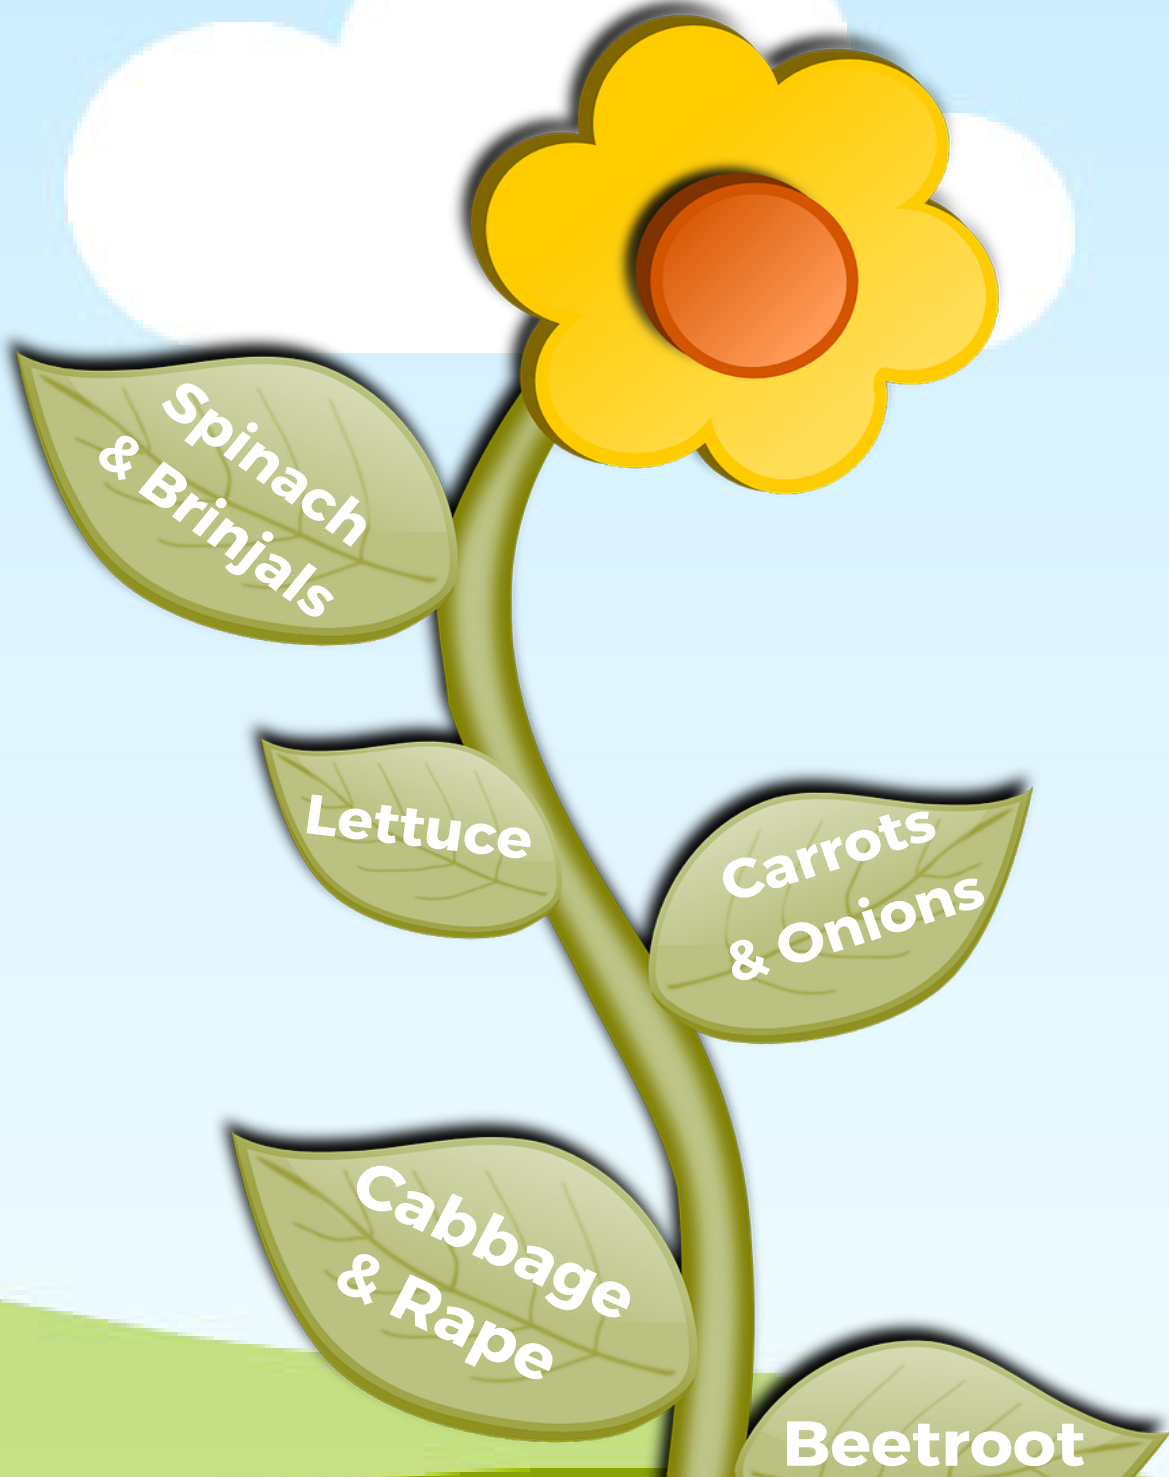 Spinach
& Brinjals
Lettuce
Carrots
& Onions
Cabbage
& Rape
Beetroot